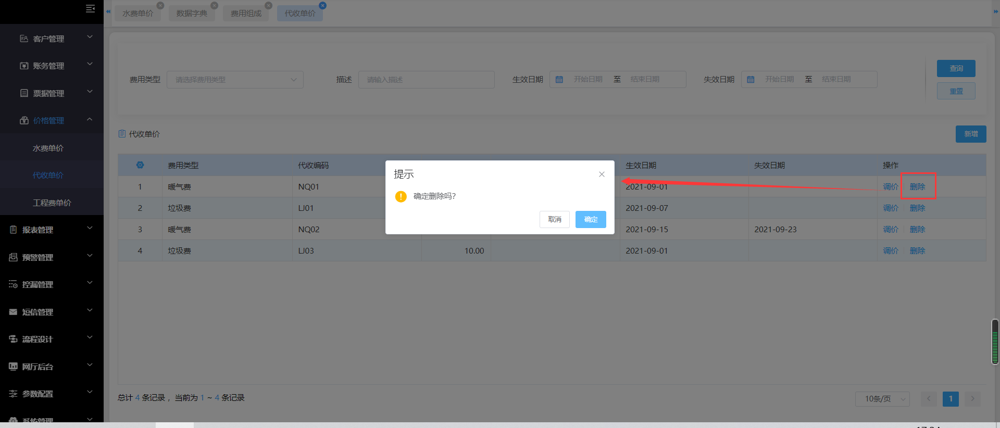 水费单价
数据字典
费用组成
代收单价
客户管理
账务管理
票据管理
价格管理
水费单价
代收单价
工程费单价
报表管理
预警管理
控漏管理
短信管理
流程设计
网厅后台
参数配置
系统管理
费用类型 请选择费用类型 描述 请输入描述 生效日期 开始日期 至 结束日期 失效日期 开始日期 至 结束日期
查询
重置
代收单价
新增
费用类型 代收编码 生效日期 失效日期 操作
1 暖气费 NQ01 2021-09-01 调价 删除
2 垃圾费 LJ01 2021-09-07 调价 删除
3 暖气费 NQ02 2021-09-15 2021-09-23 调价 删除
4 垃圾费 LJ03 10.00 2021-09-01 调价 删除
提示
确定删除吗?
取消 确定
总计 4 条记录 ，当前为 1 ~ 4 条记录
10条/页 1